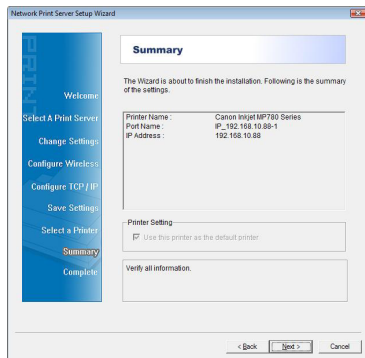 Network Print Server Setup Wizard
PRINT
Summary
The Wizard is about to finish the installation. Following is the summary
of the settings.
Welcome
Select A Print Server
Change Settings
Configure Wireless
Configure TCP / IP
Save Settings
Select a Printer
Summary
Complete
Printer Name : Canon Inkjet MP780 Series
Port Name : IP_192.168.10.88-1
IP Address : 192.168.10.88
Printer Setting
Use this printer as the default printer
Verify all information.
< Back Next > Cancel